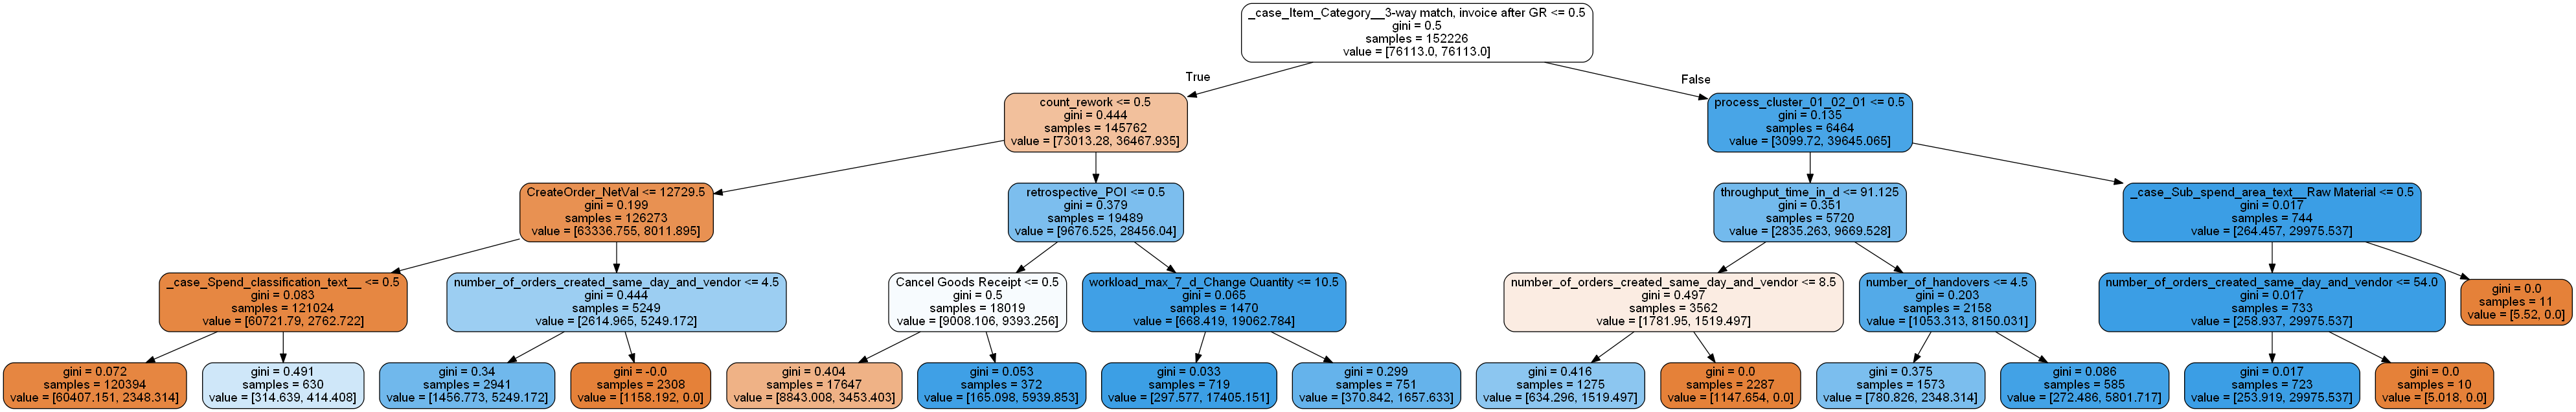 _case_Item_Category__3-way match, invoice after GR <= 0.5
gini = 0.5
samples = 152226
value = [76113.0, 76113.0]
True
False
count_rework <= 0.5
gini = 0.444
samples = 145762
value = [73013.28, 36467.935]
process_cluster_01_02_01 <= 0.5
gini = 0.135
samples = 6464
value = [3099.72, 39645.065]
CreateOrder_NetVal <= 12729.5
gini = 0.199
samples = 126273
value = [63336.755, 8011.895]
retrospective_POI <= 0.5
gini = 0.379
samples = 19489
value = [9676.525, 28456.04]
throughput_time_in_d <= 91.125
gini = 0.351
samples = 5720
value = [2835.263, 9669.528]
_case_Sub_spend_area_text__Raw Material <= 0.5
gini = 0.017
samples = 744
value = [264.457, 29975.537]
_case_Spend_classification_text__ <= 0.5
gini = 0.083
samples = 121024
value = [60721.79, 2762.722]
number_of_orders_created_same_day_and_vendor <= 4.5
gini = 0.444
samples = 5249
value = [2614.965, 5249.172]
Cancel Goods Receipt <= 0.5
gini = 0.5
samples = 18019
value = [9008.106, 9393.256]
workload_max_7_d_Change Quantity <= 10.5
gini = 0.065
samples = 1470
value = [668.419, 19062.784]
number_of_orders_created_same_day_and_vendor <= 8.5
gini = 0.497
samples = 3562
value = [1781.95, 1519.497]
number_of_handovers <= 4.5
gini = 0.203
samples = 2158
value = [1053.313, 8150.031]
number_of_orders_created_same_day_and_vendor <= 54.0
gini = 0.017
samples = 733
value = [258.937, 29975.537]
gini = 0.0
samples = 11
value = [5.52, 0.0]
gini = 0.072
samples = 120394
value = [60407.151, 2348.314]
gini = 0.491
samples = 630
value = [314.639, 414.408]
gini = 0.34
samples = 2941
value = [1456.773, 5249.172]
gini = -0.0
samples = 2308
value = [1158.192, 0.0]
gini = 0.404
samples = 17647
value = [8843.008, 3453.403]
gini = 0.053
samples = 372
value = [165.098, 5939.853]
gini = 0.033
samples = 719
value = [297.577, 17405.151]
gini = 0.299
samples = 751
value = [370.842, 1657.633]
gini = 0.416
samples = 1275
value = [634.296, 1519.497]
gini = 0.0
samples = 2287
value = [1147.654, 0.0]
gini = 0.375
samples = 1573
value = [780.826, 2348.314]
gini = 0.086
samples = 585
value = [272.486, 5801.717]
gini = 0.017
samples = 723
value = [253.919, 29975.537]
gini = 0.0
samples = 10
value = [5.018, 0.0]